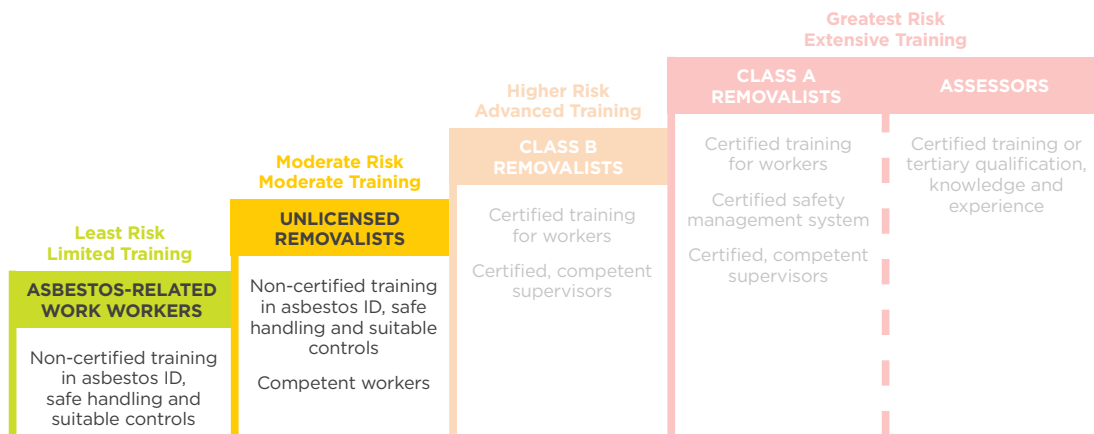 Least Risk
Limited Training
ASBESTOS-RELATED
WORK WORKERS
Non-certified training
in asbestos ID,
safe handling and
suitable controls
Moderate Risk
Moderate Training
UNLICENSED
REMOVALISTS
Non-certified training
in asbestos ID, safe
handling and suitable
controls
Competent workers
Higher Risk
Advanced Training
CLASS B
REMOVALISTS
Certified training
for workers
Certified, competent
supervisors
Greatest Risk
Extensive Training
CLASS A
REMOVALISTS
Certified training
for workers
Certified safety
management system
Certified, competent
supervisors
ASSESSORS
Certified training or
tertiary qualification,
knowledge and
experience